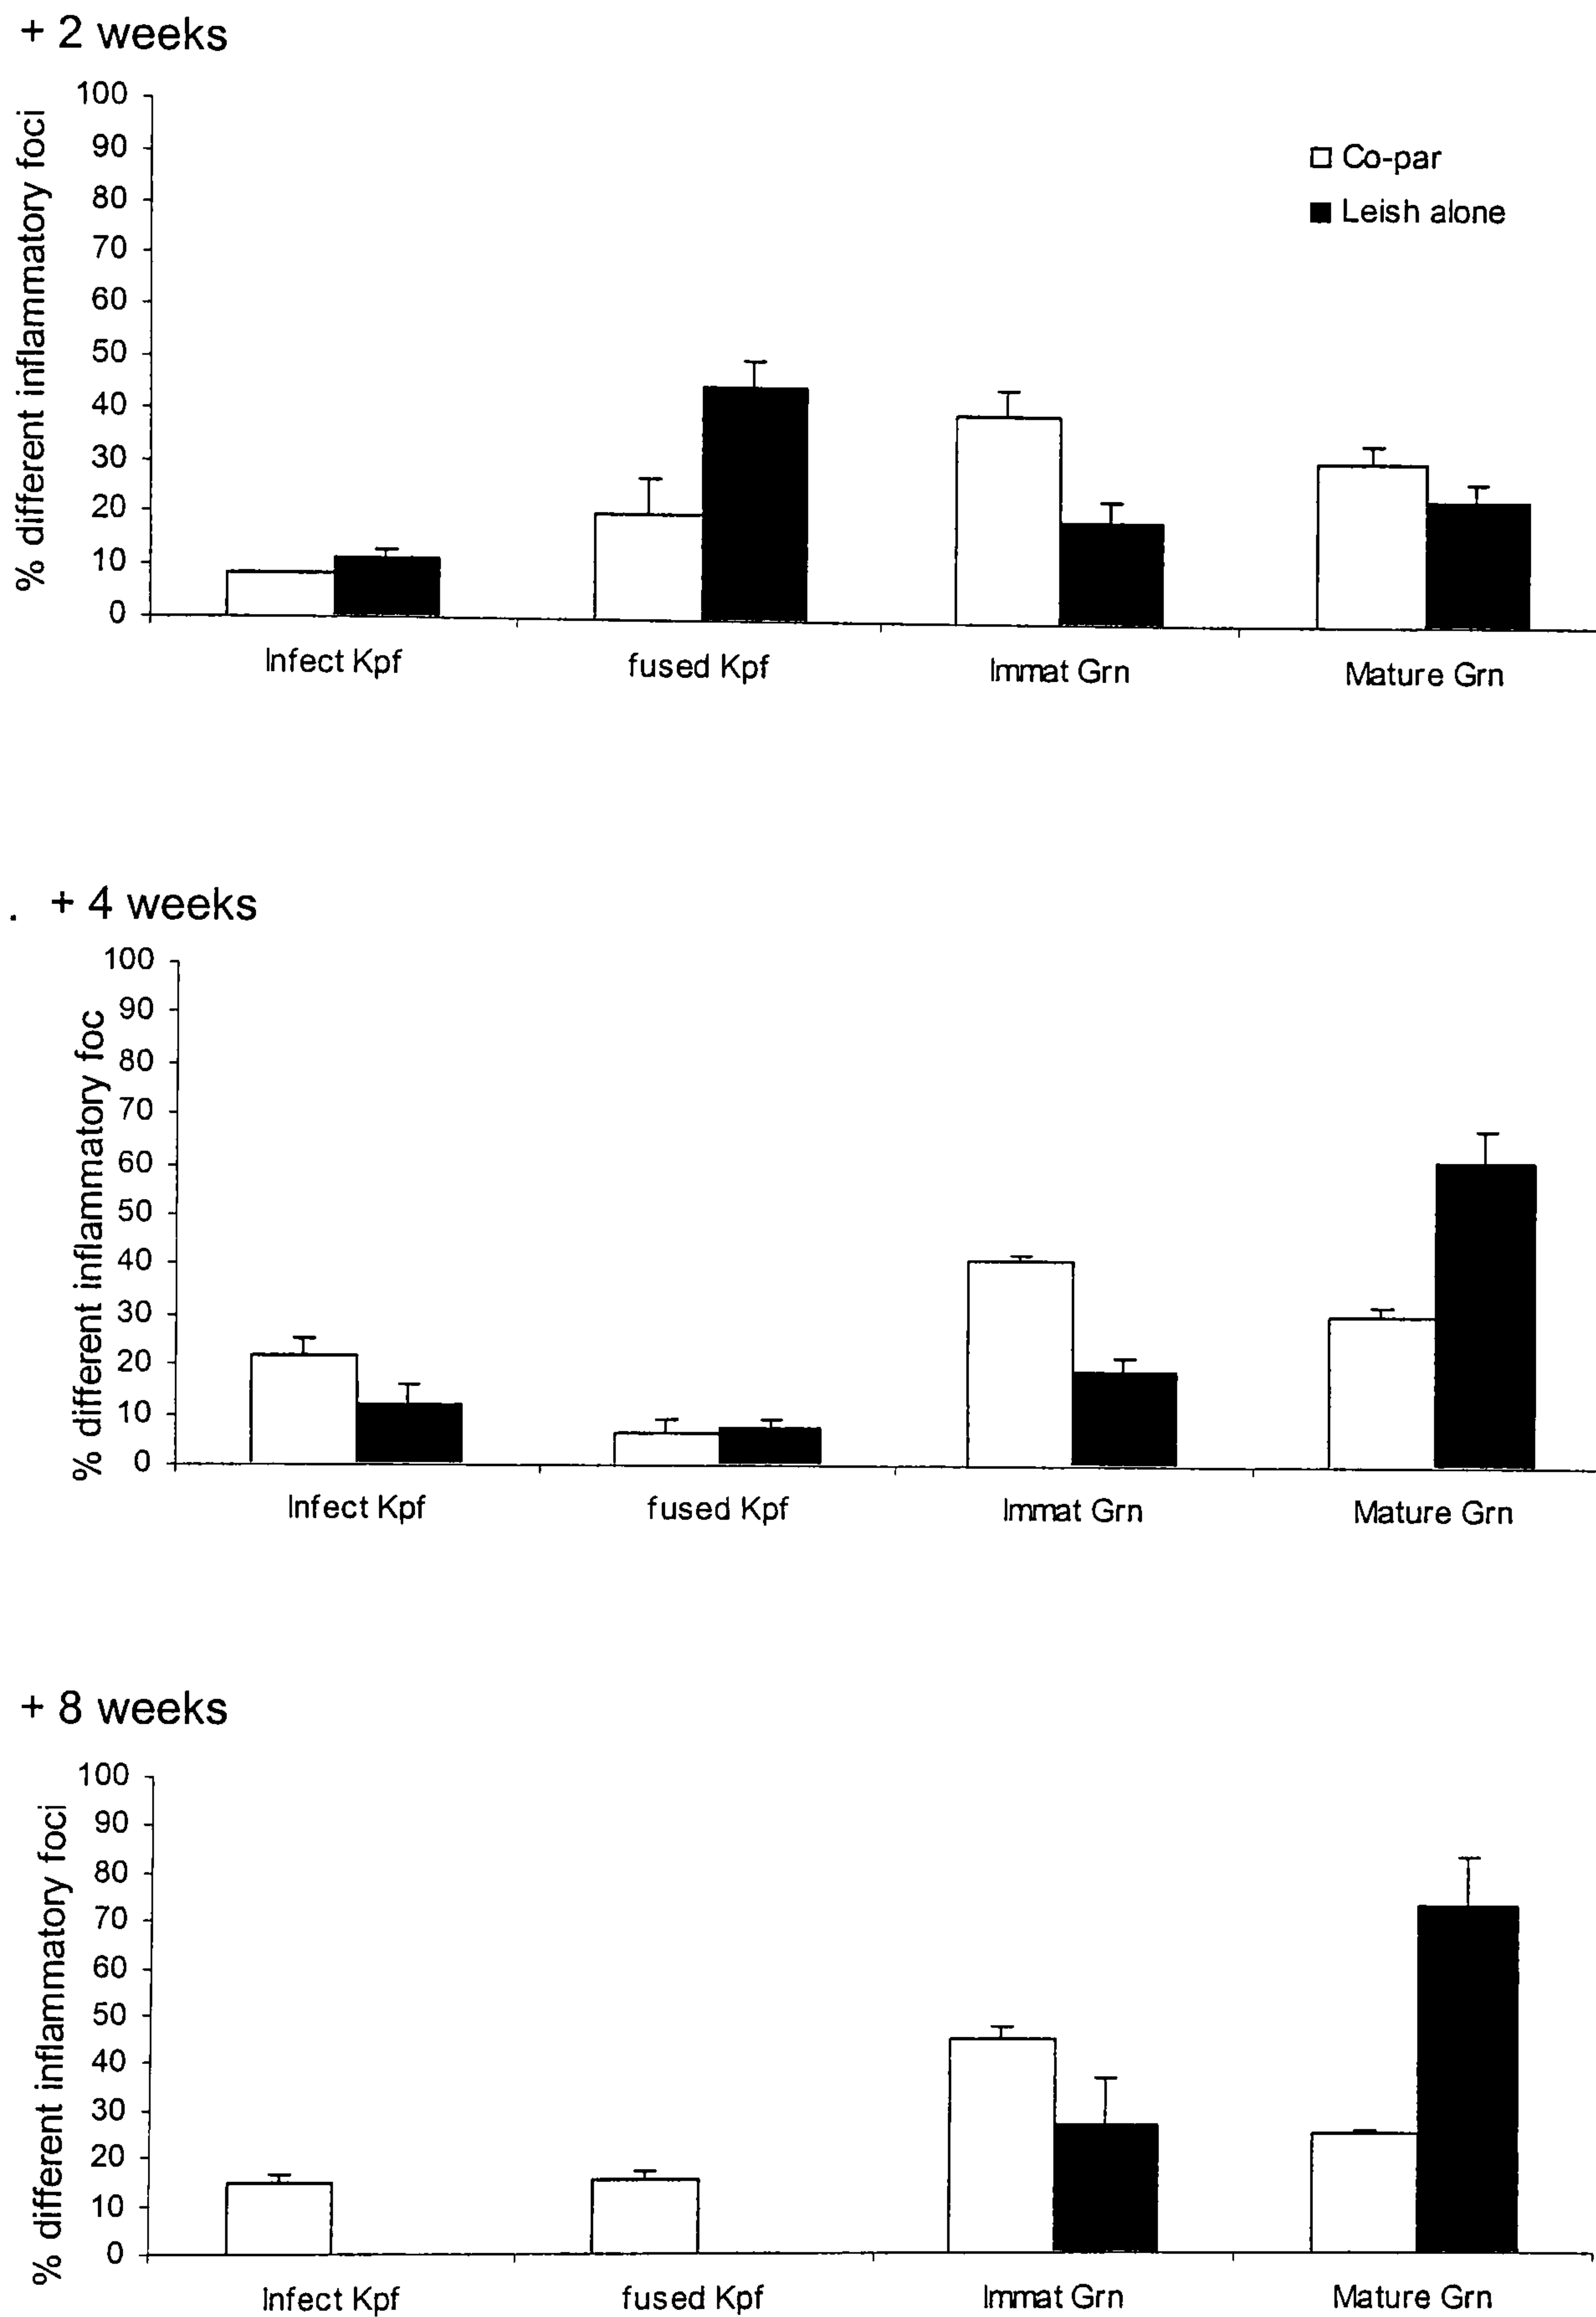 + 2 weeks
% different inflammatory foci
100
90
80
70
60
50
40
30
20
10
0
Co-par
Leish alone
Infect Kpf
fused Kpf
Immat Grn
Mature Grn
. + 4 weeks
% different inflammatory foc
100
90
80
70
60
50
40
30
20
10
0
Infect Kpf
fused Kpf
Immat Grn
Mature Grn
+ 8 weeks
% different inflammatory foci
100
90
80
70
60
50
40
30
20
10
0
Infect Kpf
fused Kpf
Immat Grn
Mature Grn